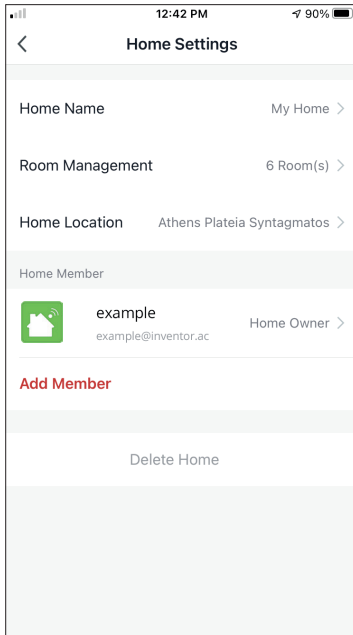 12:42 PM 90%
Home Settings
Home Name My Home
Room Management 6 Room(s)
Home Location Athens Plateia Syntagmatos
Home Member
example
example@inventor.ac
Home Owner
Add Member
Delete Home